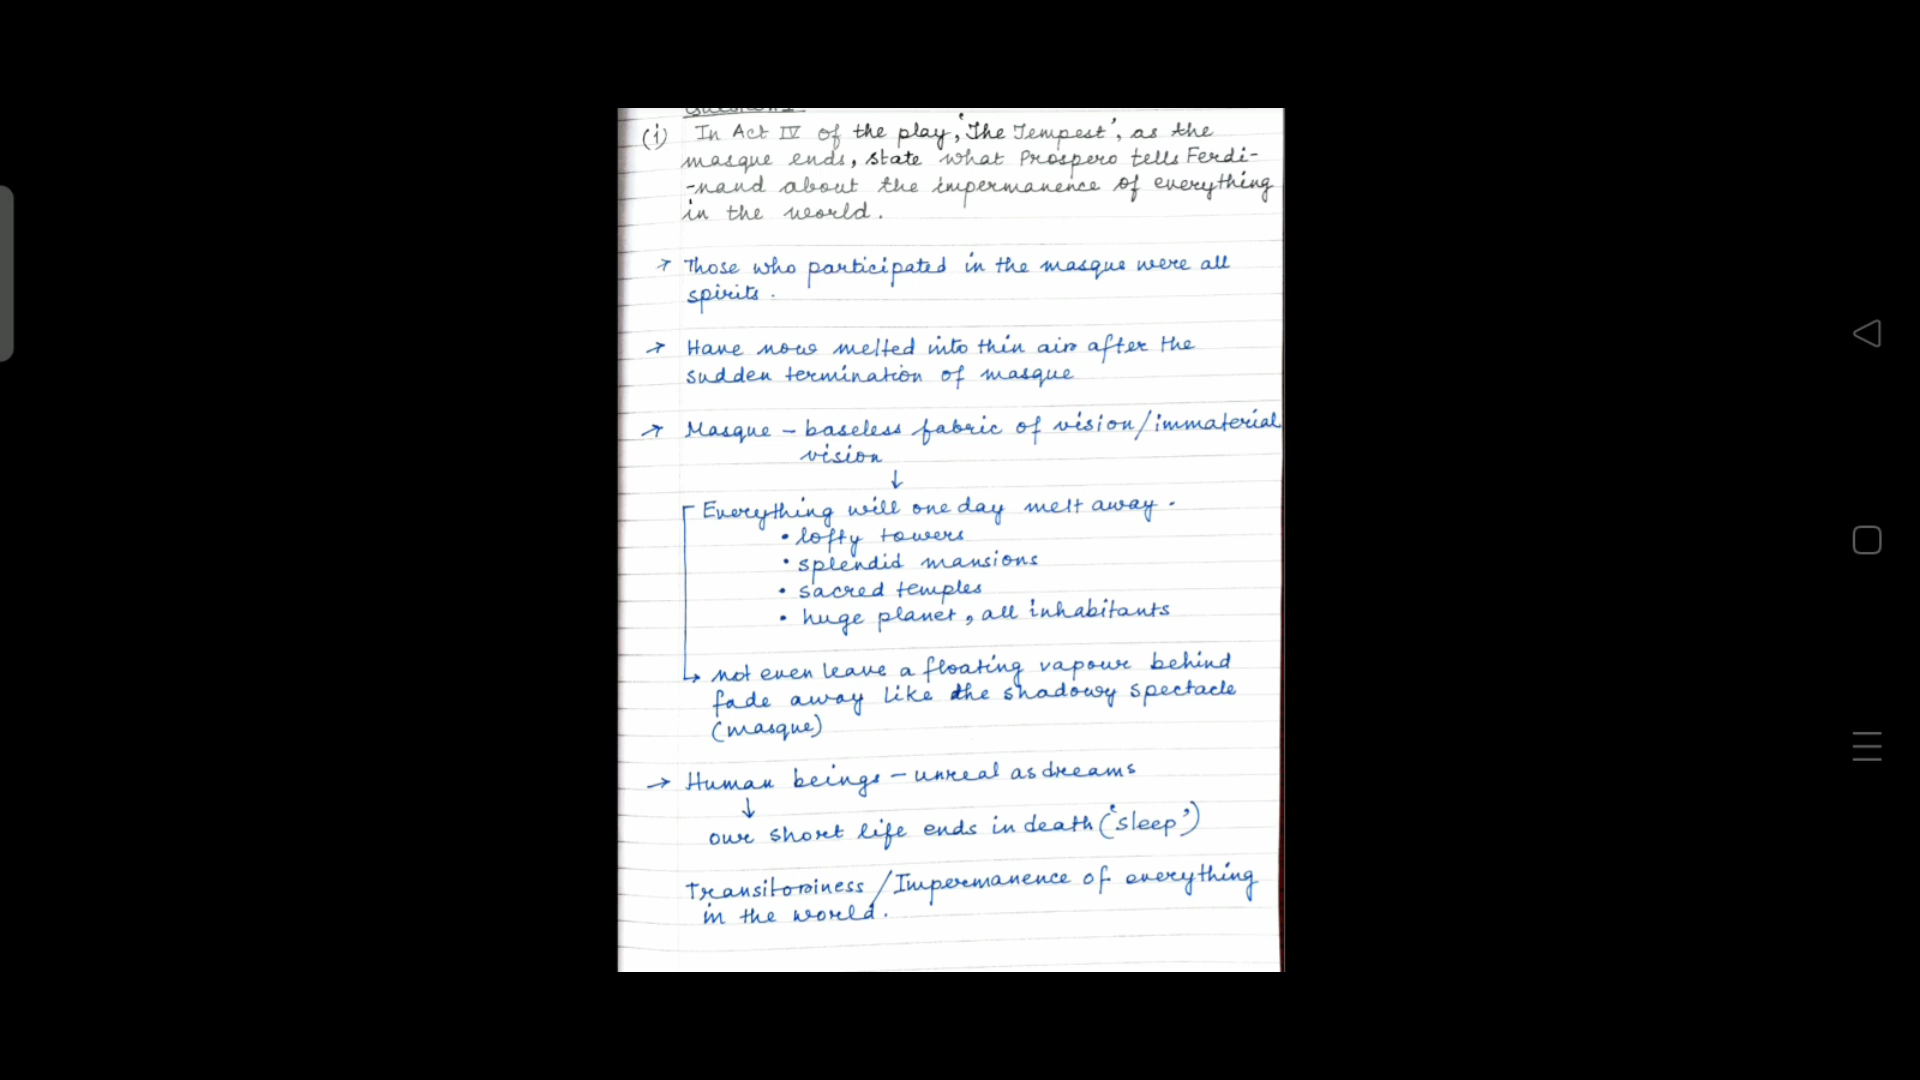 Question 1
(i) In Act IV of the play, 'The Tempest', as the
masque ends, state what Prospero tells Ferdi-
-nand about the impermanence of everything
in the world.
→ Those who participated in the masque were all
spirits.
→ Have now melted into thin air after the
sudden termination of masque
→ Masque - baseless fabric of vision/immaterial
vision
↓
Everything will one day melt away.
• lofty towers
• splendid mansions
• sacred temples
• huge planet, all inhabitants
↳ not even leave a floating vapour behind
fade away like the shadowy spectacle
(masque)
→ Human beings - unreal as dreams
↓
our short life ends in death ('sleep')
Transitoriness/Impermanence of everything
in the world.